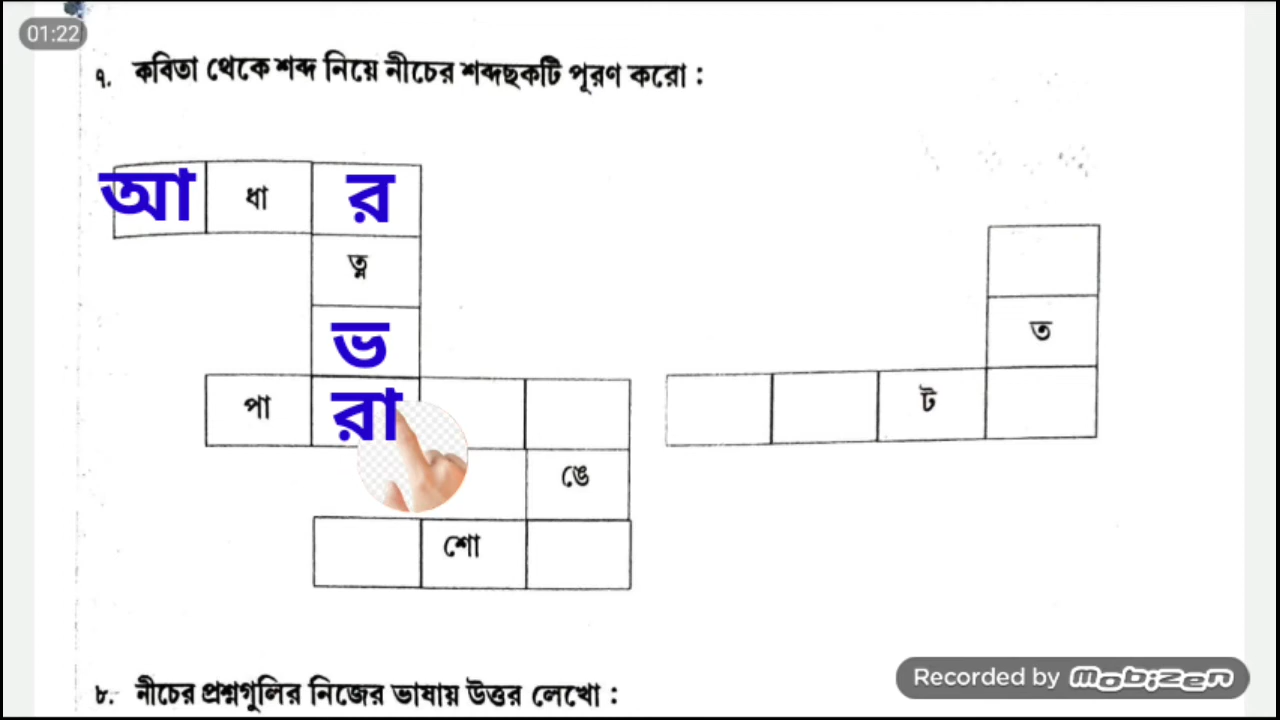 01:22
৭. কবিতা থেকে শব্দ নিয়ে নীচের শব্দছকটি পূরণ করো :
আ ধা র
ত্ন
ভ
ত
পা রা
ট
ঙে
শো
৮. নীচের প্রশ্নগুলির নিজের ভাষায় উত্তর লেখো :
Recorded by mobizen